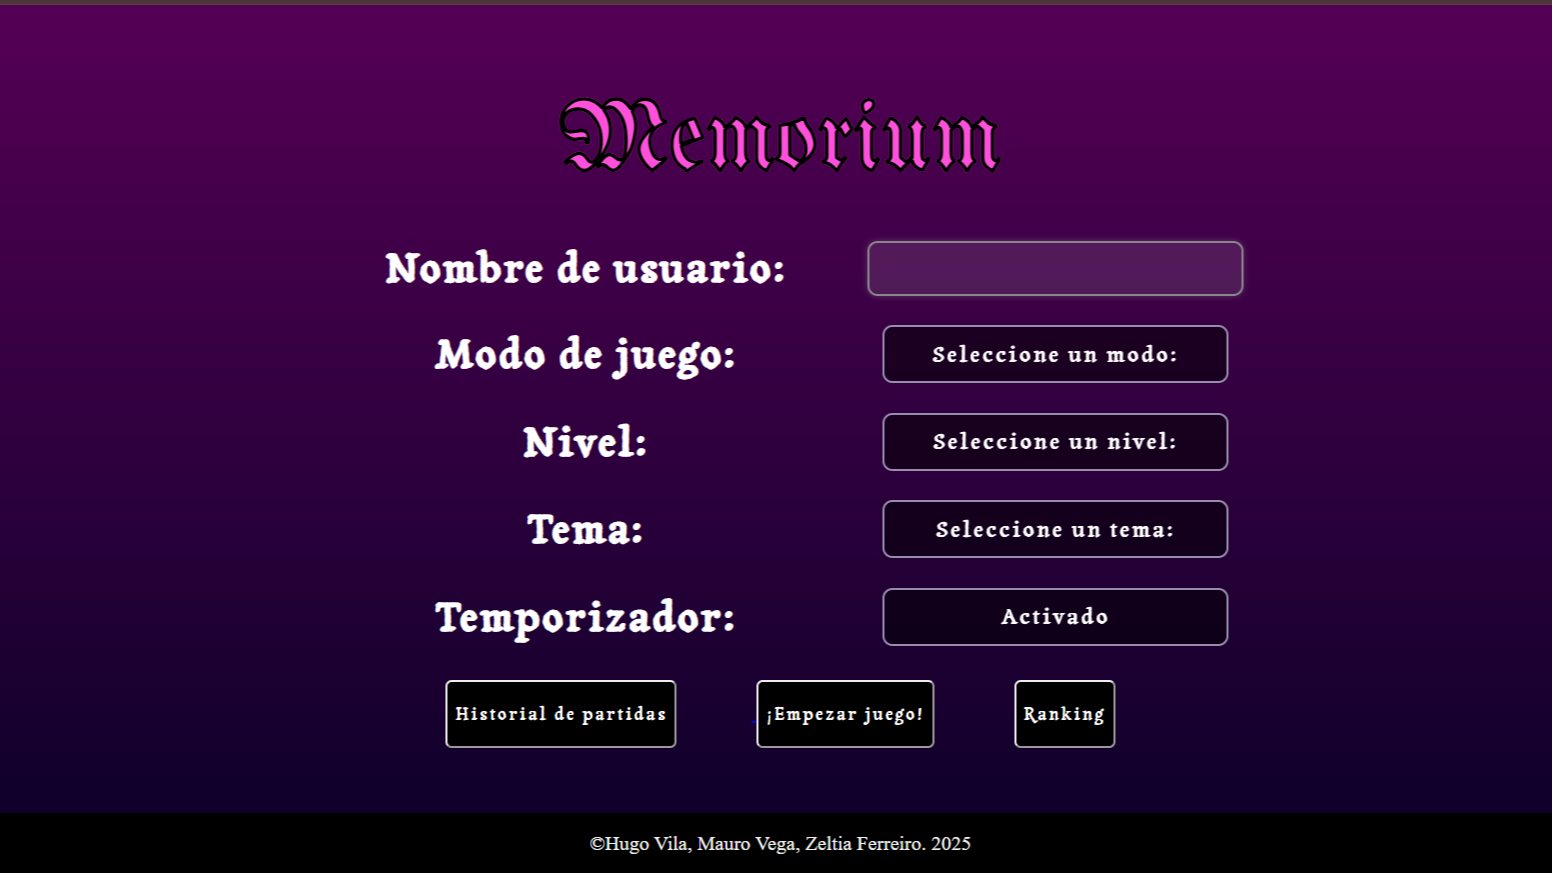 Memorium
Nombre de usuario:
Modo de juego: Seleccione un modo:
Nivel: Seleccione un nivel:
Tema: Seleccione un tema:
Temporizador: Activado
Historial de partidas ¡Empezar juego! Ranking
©Hugo Vila, Mauro Vega, Zeltia Ferreiro. 2025